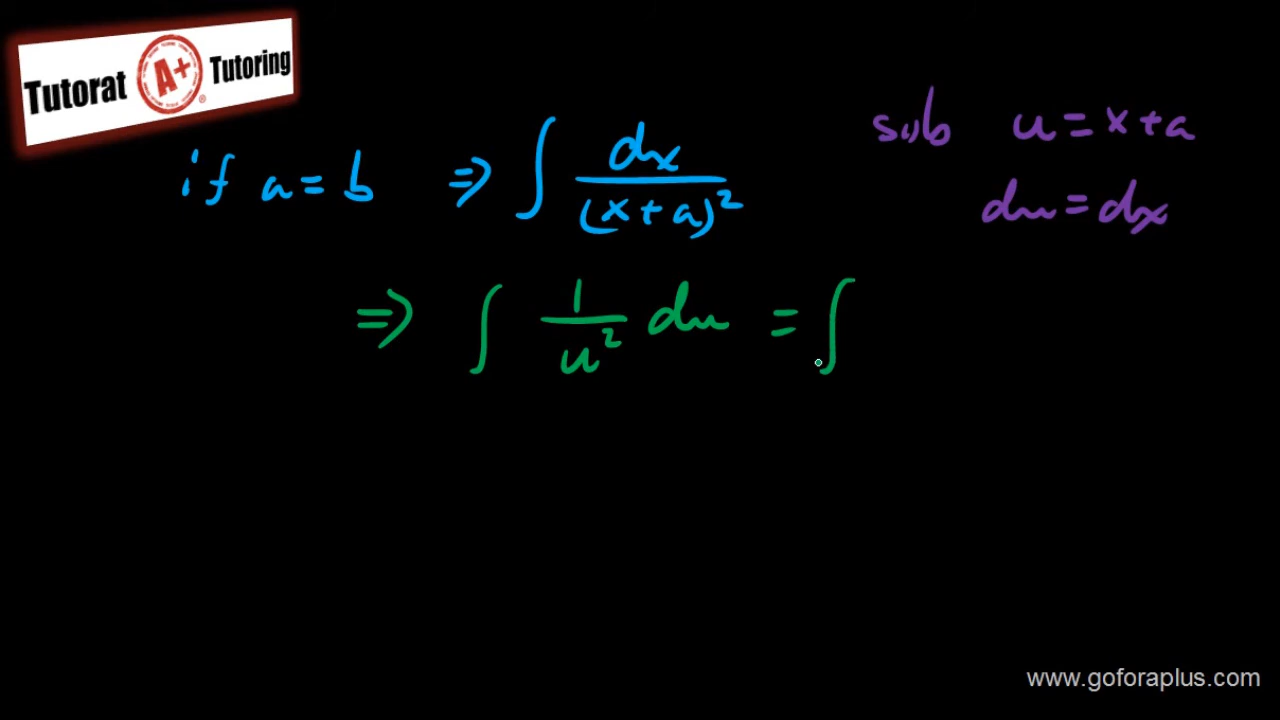 Tutorat A+ Tutoring
if a = b ⇒ ∫ dx / (x + a)²
sub u = x + a
du = dx
⇒ ∫ 1 / u² du = ∫
www.goforaplus.com